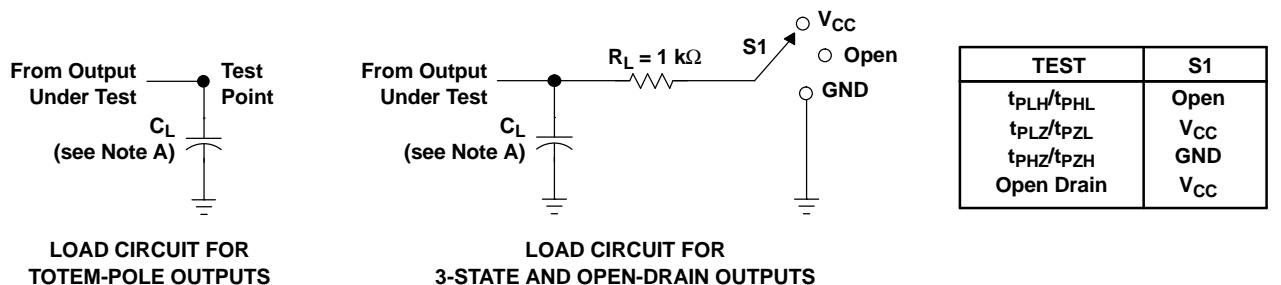 From Output
Under Test
Test
Point
C_L
(see Note A)
LOAD CIRCUIT FOR
TOTEM-POLE OUTPUTS
From Output
Under Test
R_L = 1 kΩ
S1
V_CC
Open
GND
C_L
(see Note A)
LOAD CIRCUIT FOR
3-STATE AND OPEN-DRAIN OUTPUTS
TEST S1
t_PLH/t_PHL Open
t_PLZ/t_PZL V_CC
t_PHZ/t_PZH GND
Open Drain V_CC